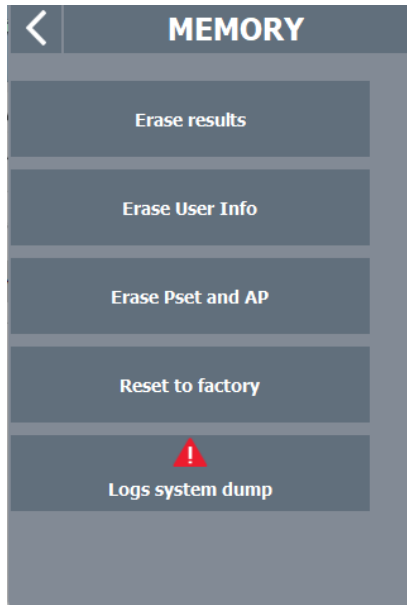 MEMORY
Erase results
Erase User Info
Erase Pset and AP
Reset to factory
Logs system dump